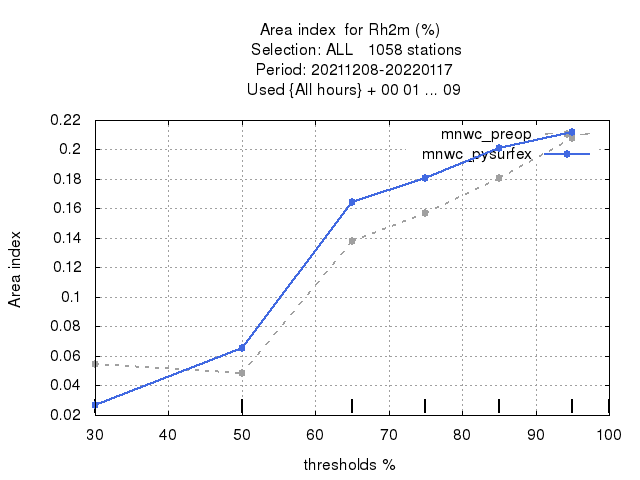 Area index  for Rh2m (%)
Selection: ALL   1058 stations
Period: 20211208-20220117
Used {All hours} + 00 01 ... 09
mnwc_preop
mnwc_pysurfex
0.22
0.2
0.18
0.16
0.14
0.12
0.1
0.08
0.06
0.04
0.02
Area index
30 40 50 60 70 80 90 100
thresholds %